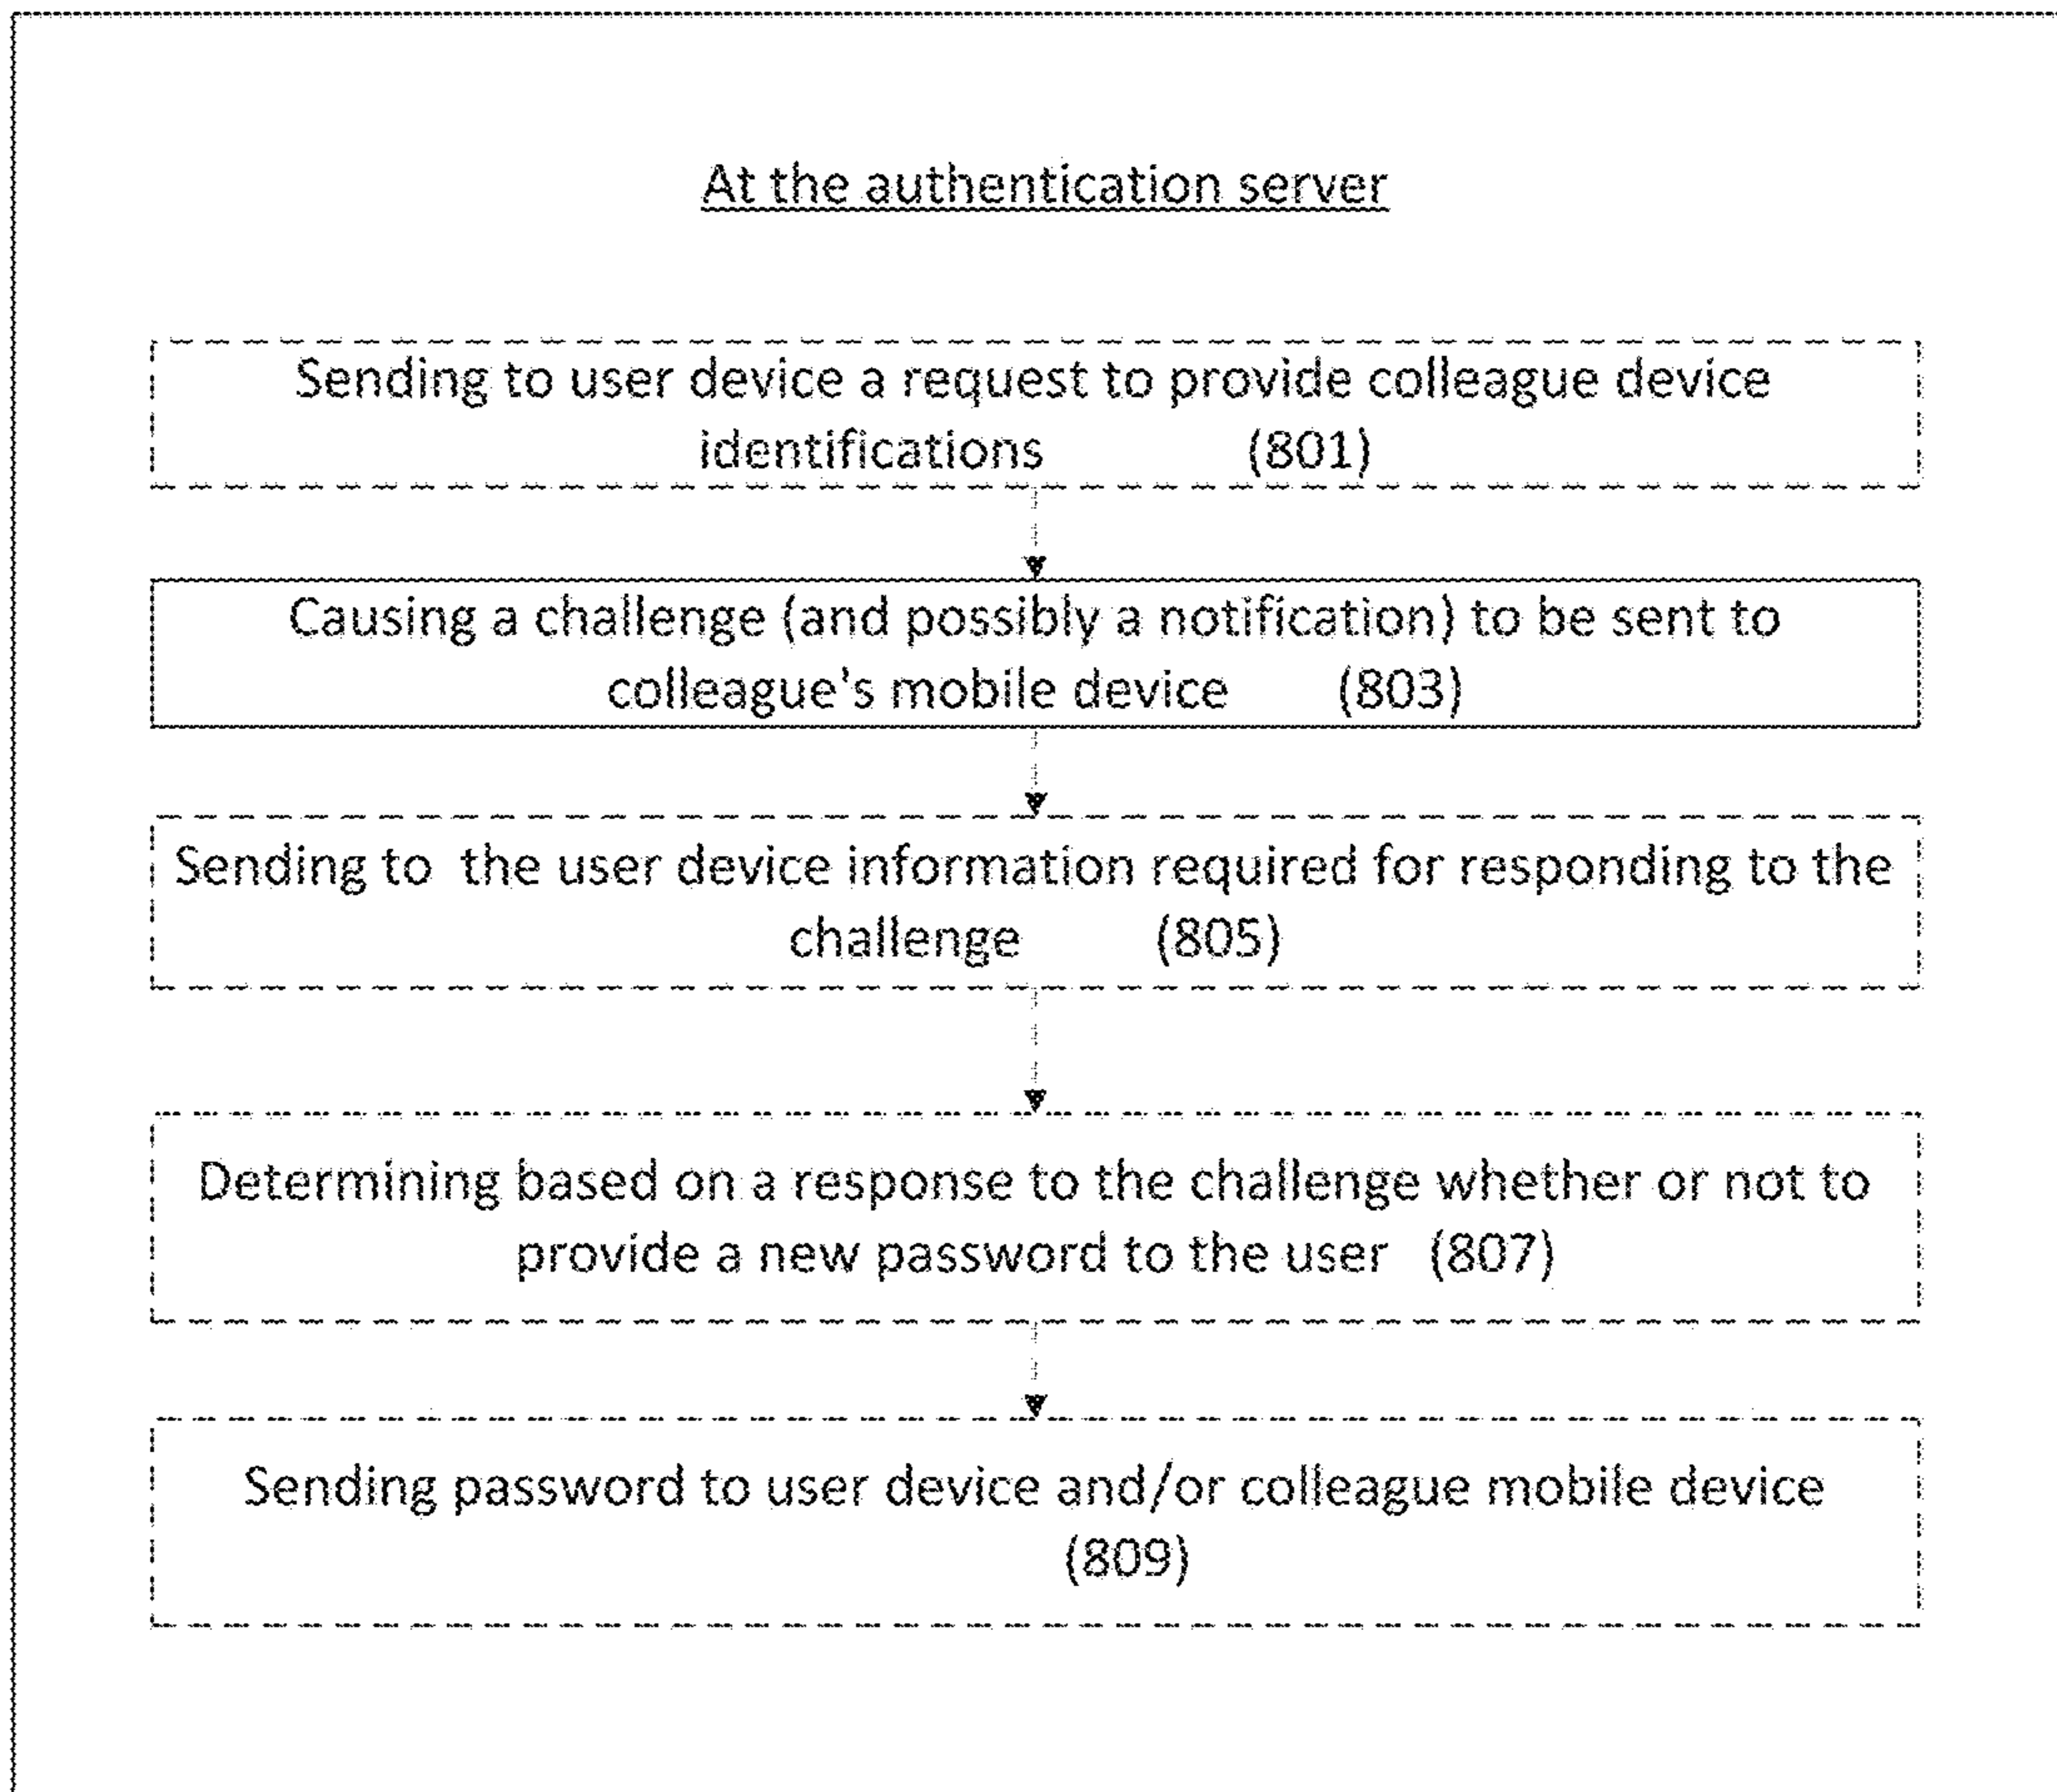 At the authentication server
Sending to user device a request to provide colleague device
identifications (801)
Causing a challenge (and possibly a notification) to be sent to
colleague's mobile device (803)
Sending to the user device information required for responding to the
challenge (805)
Determining based on a response to the challenge whether or not to
provide a new password to the user (807)
Sending password to user device and/or colleague mobile device
(809)